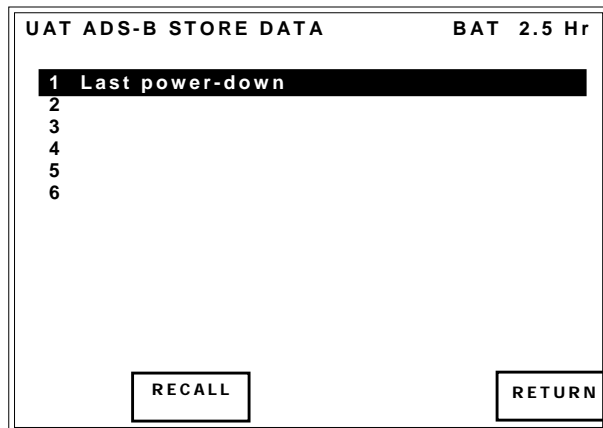 UAT ADS-B STORE DATA BAT 2.5 Hr
1 Last power-down
2
3
4
5
6
RECALL RETURN